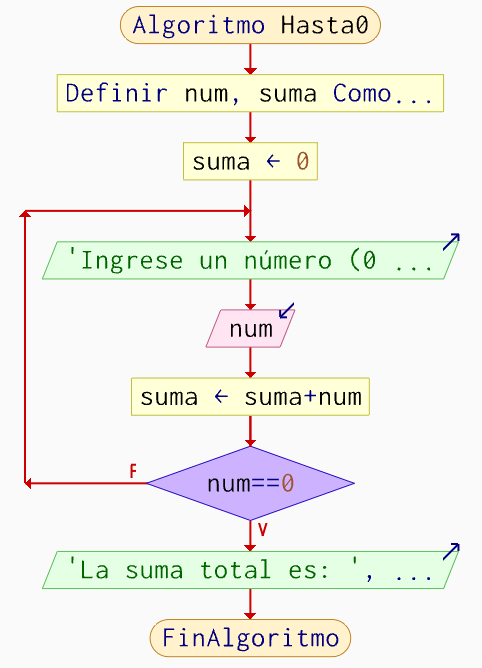 Algoritmo Hasta0
Definir num, suma Como...
suma ← 0
'Ingrese un número (0 ...
num
suma ← suma+num
num==0
F
V
'La suma total es: ', ...
FinAlgoritmo